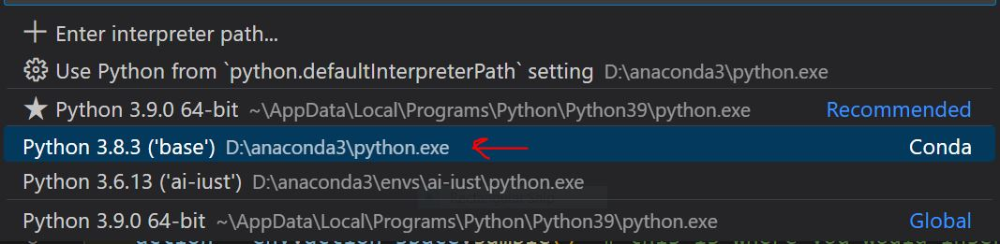 Enter interpreter path...
Use Python from `python.defaultInterpreterPath` setting D:\anaconda3\python.exe
Python 3.9.0 64-bit ~\AppData\Local\Programs\Python\Python39\python.exe Recommended
Python 3.8.3 ('base') D:\anaconda3\python.exe Conda
Python 3.6.13 ('ai-iust') D:\anaconda3\envs\ai-iust\python.exe
Rectangular Snip
Python 3.9.0 64-bit ~\AppData\Local\Programs\Python\Python39\python.exe Global